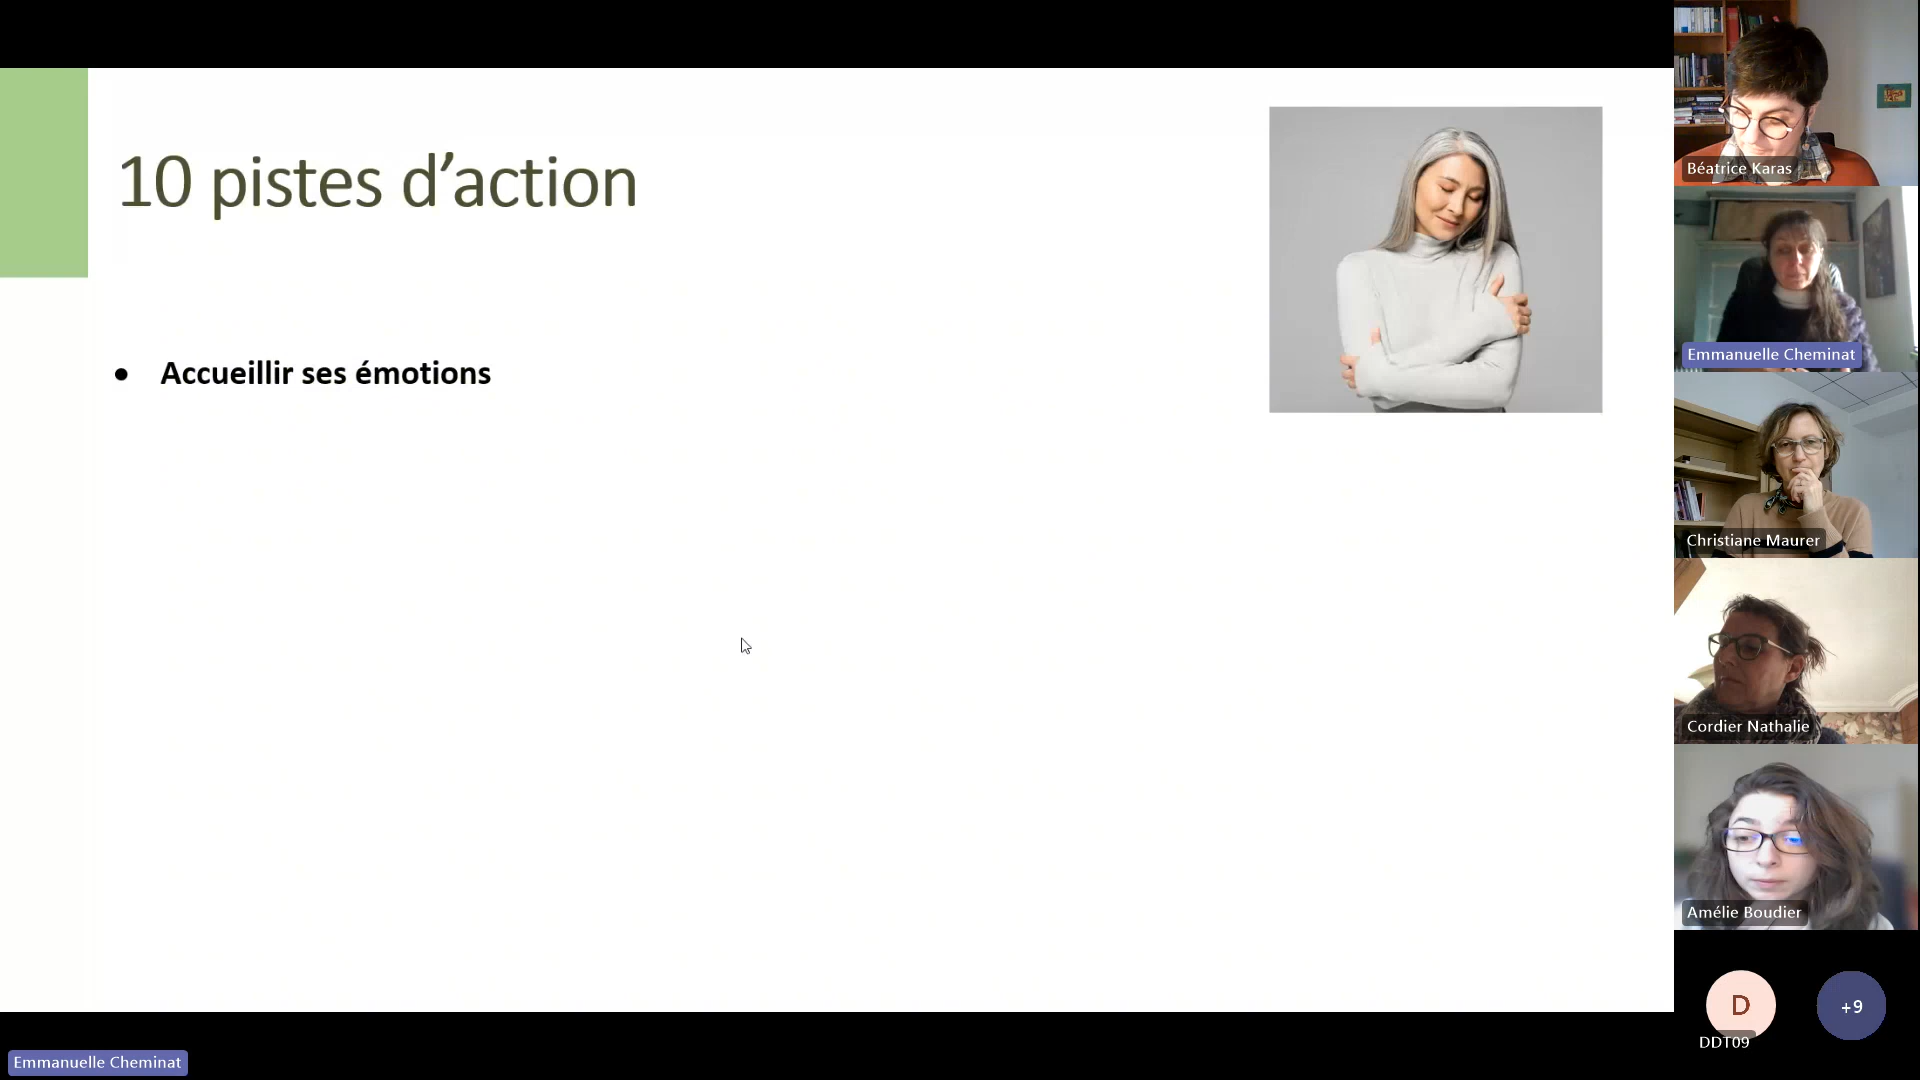 10 pistes d’action
● Accueillir ses émotions
Béatrice Karas
Emmanuelle Cheminat
Christiane Maurer
Cordier Nathalie
Amélie Boudier
D
+9
DDT09
Emmanuelle Cheminat